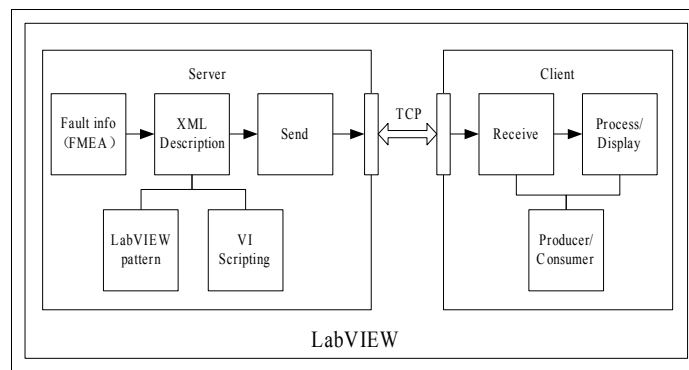 Server
Client
Fault info
(FMEA)
XML
Description
Send
TCP
Receive
Process/
Display
LabVIEW
pattern
VI
Scripting
Producer/
Consumer
LabVIEW